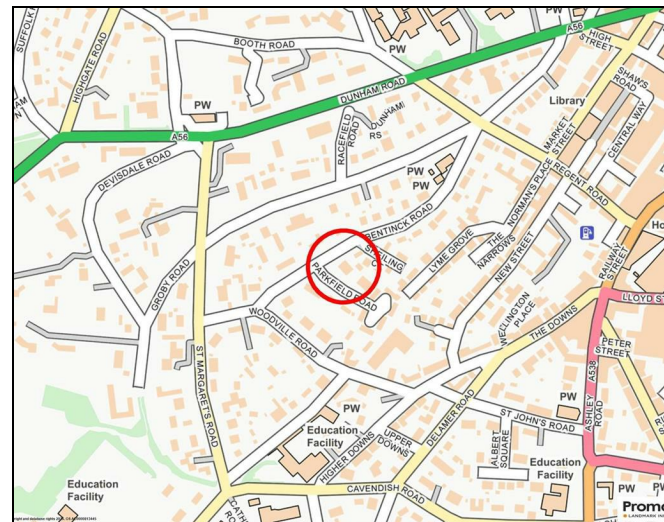 SUFFOLK
HIGHGATE ROAD
BOOTH ROAD
PW
A56
HIGH
STREET
PW
DUNHAM ROAD
SHAW'S
ROAD
Library
A56
RACEFIELD
ROAD
DUNHAM
RS
MARKET
STREET
CENTRAL WAY
DEVISDALE ROAD
PW
PW
REGENT ROAD
NORMAN'S PLACE
BENTINCK ROAD
LYME GROVE
THE
NARROWS
NEW STREET
RAILWAY
STREET
PARKFIELD ROAD
GROBY ROAD
WOODVILLE ROAD
WELLINGTON
PLACE
THE DOWNS
LLOYD
PETER
STREET
ST MARGARET'S ROAD
A538
ASHLEY
ROAD
PW
Education
Facility
HIGHER DOWNS
UPPER
DOWNS
DELAMER ROAD
ST JOHN'S ROAD
PW
ALBERT
SQUARE
Education
Facility
Education
Facility
CAVENDISH ROAD
PW
PW
Prom
LANDMARK